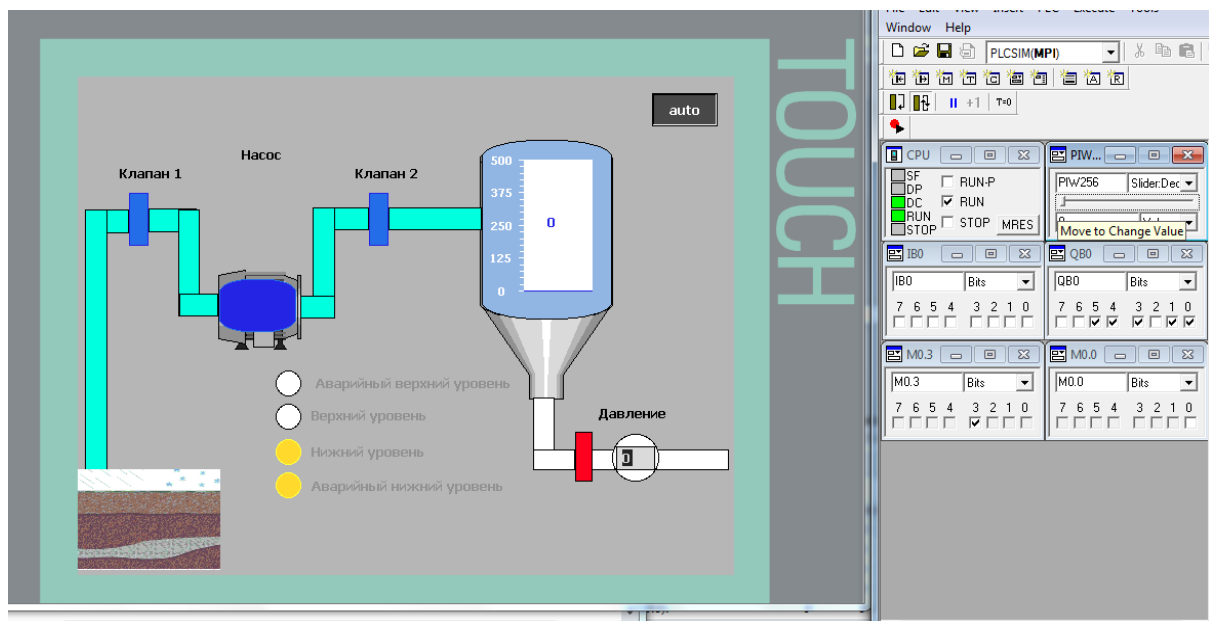 File Edit View Insert PLC Execute Tools
Window Help
PLCSIM(MPI)
+1 T=0
TOUCH
auto
Насос
Клапан 1
Клапан 2
500
375
250
125
0
0
Аварийный верхний уровень
Верхний уровень
Нижний уровень
Аварийный нижний уровень
Давление
0
CPU
SF
DP
DC
RUN
STOP
RUN-P
RUN
STOP
MRES
PIW...
PIW256 Slider:Dec
Move to Change Value
IB0
IB0 Bits
7 6 5 4 3 2 1 0
QB0
QB0 Bits
7 6 5 4 3 2 1 0
M0.3
M0.3 Bits
7 6 5 4 3 2 1 0
M0.0
M0.0 Bits
7 6 5 4 3 2 1 0